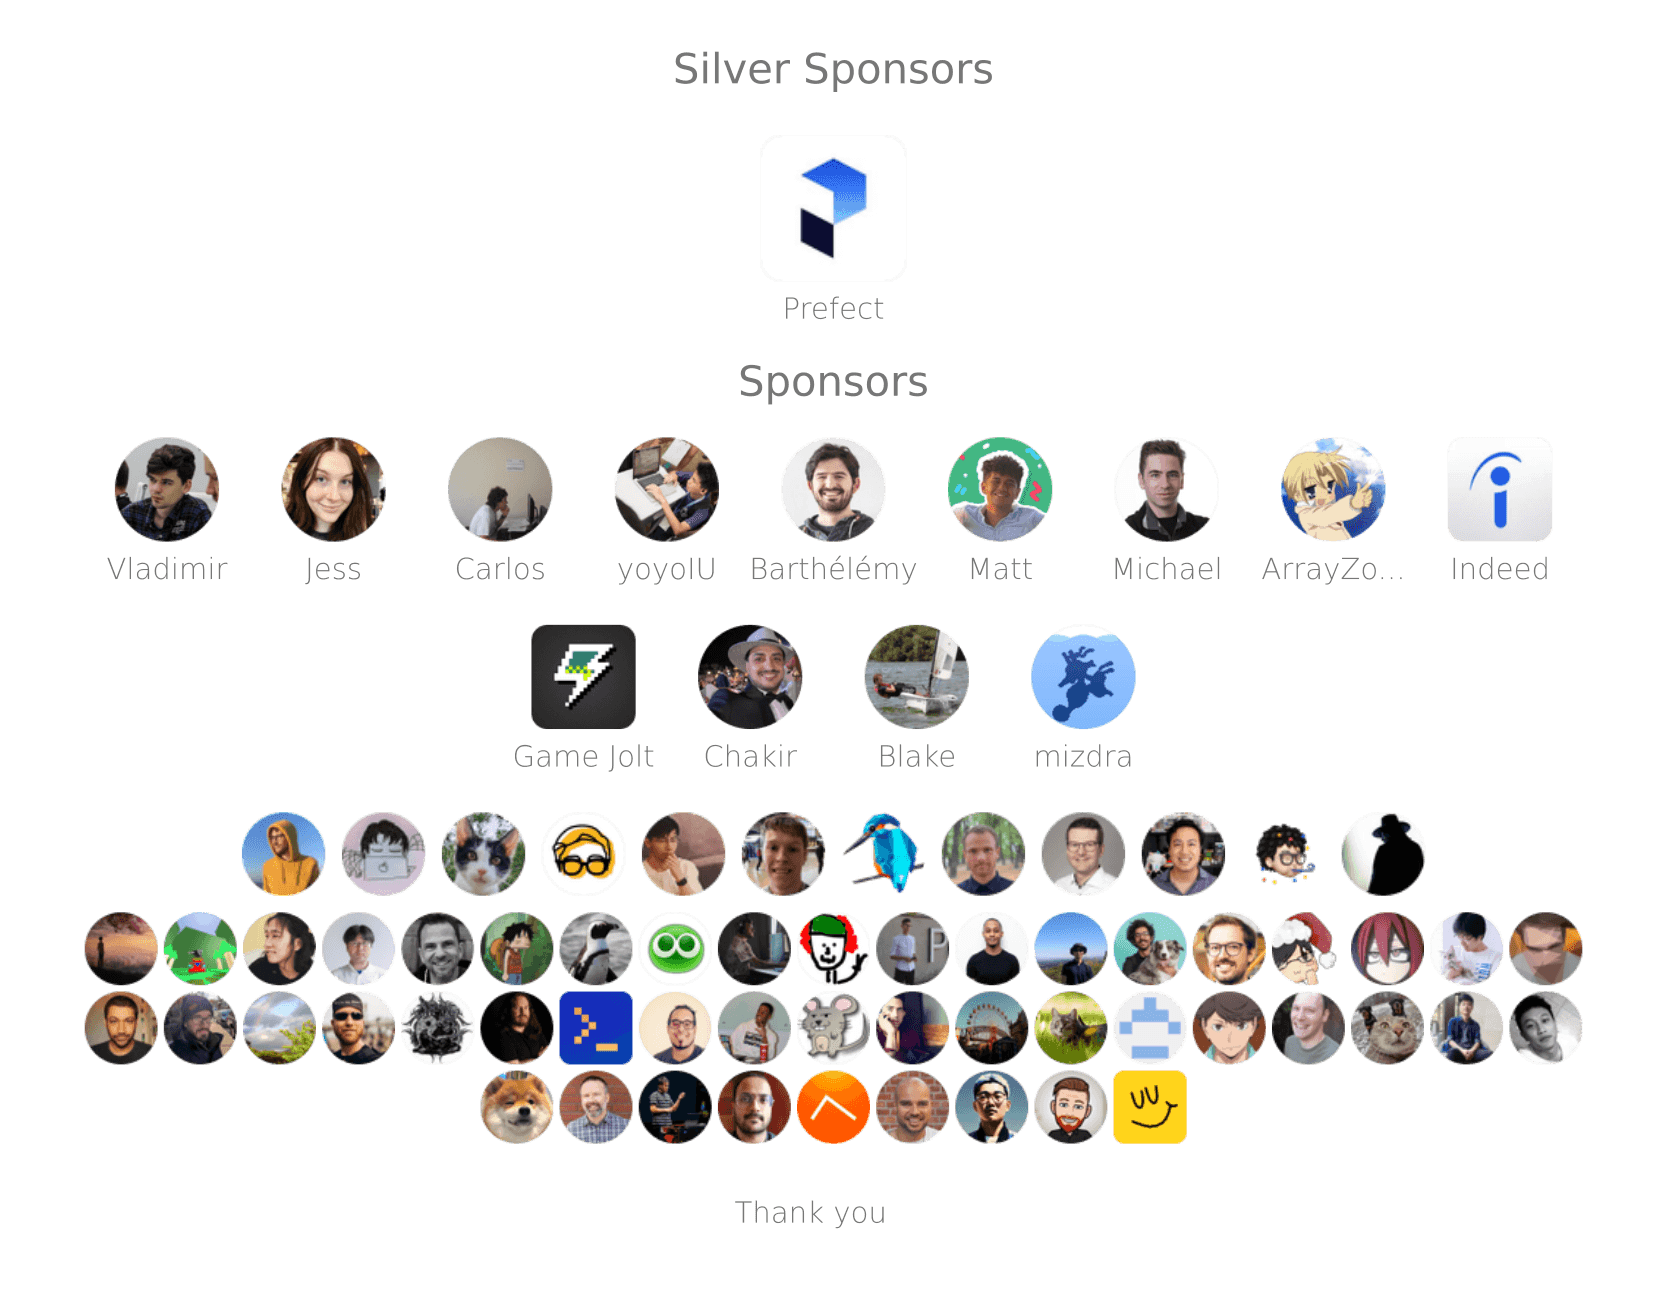 Silver Sponsors
Prefect
Sponsors
Vladimir Jess Carlos yoyoIU Barthélémy Matt Michael ArrayZo... Indeed
Game Jolt Chakir Blake mizdra
Thank you